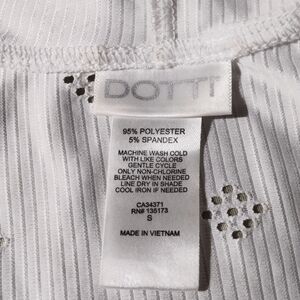 DOTTI
95% POLYESTER
5% SPANDEX
MACHINE WASH COLD
WITH LIKE COLORS
GENTLE CYCLE
ONLY NON-CHLORINE
BLEACH WHEN NEEDED
LINE DRY IN SHADE
COOL IRON IF NEEDED
CA34371
RN# 135173
S
MADE IN VIETNAM